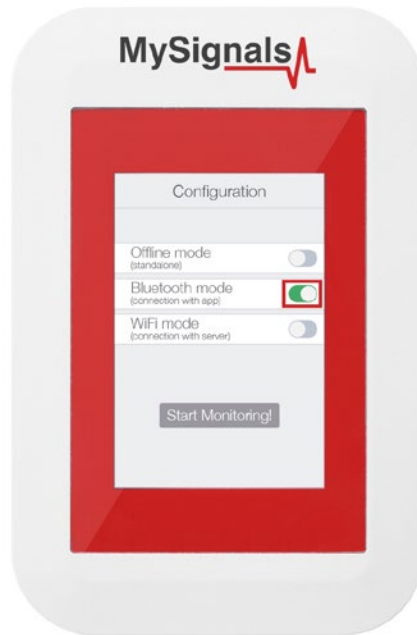 MySignals
Configuration
Offline mode
(standalone)
Bluetooth mode
(connection with app)
WiFi mode
(connection with server)
Start Monitoring!